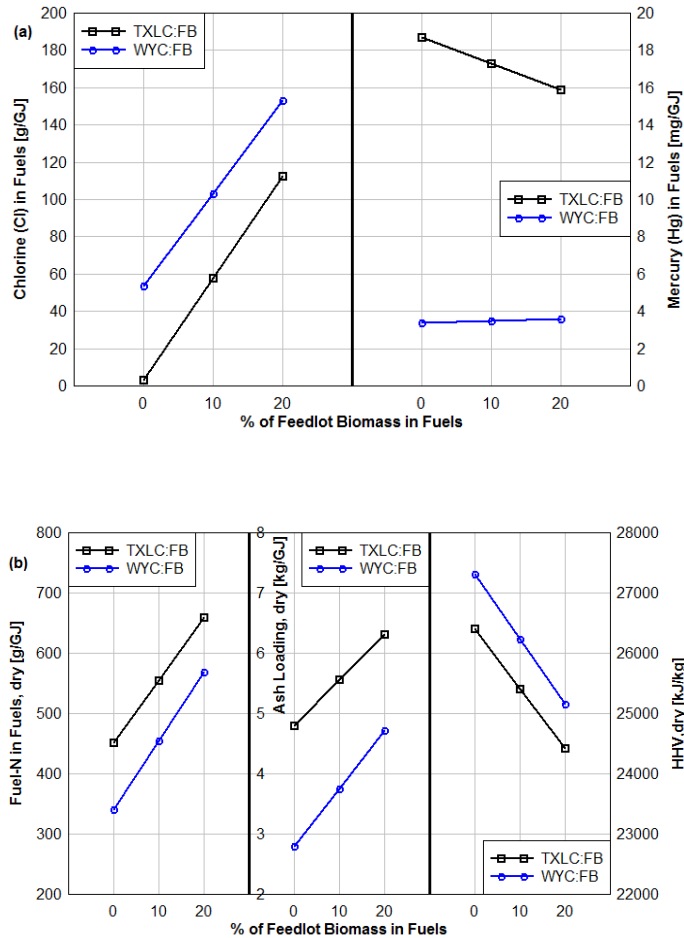 (a)
TXLC:FB
WYC:FB
Chlorine (Cl) in Fuels [g/GJ]
200
180
160
140
120
100
80
60
40
20
0
0 10 20
TXLC:FB
WYC:FB
20
18
16
14
12
10
8
6
4
2
0
Mercury (Hg) in Fuels [mg/GJ]
0 10 20
% of Feedlot Biomass in Fuels
(b)
TXLC:FB
WYC:FB
Fuel-N in Fuels, dry [g/GJ]
800
700
600
500
400
300
200
0 10 20
TXLC:FB
WYC:FB
Ash Loading, dry [kg/GJ]
8
7
6
5
4
3
2
0 10 20
28000
27000
26000
25000
24000
23000
22000
HHV.dry [kJ/kg]
TXLC:FB
WYC:FB
0 10 20
% of Feedlot Biomass in Fuels